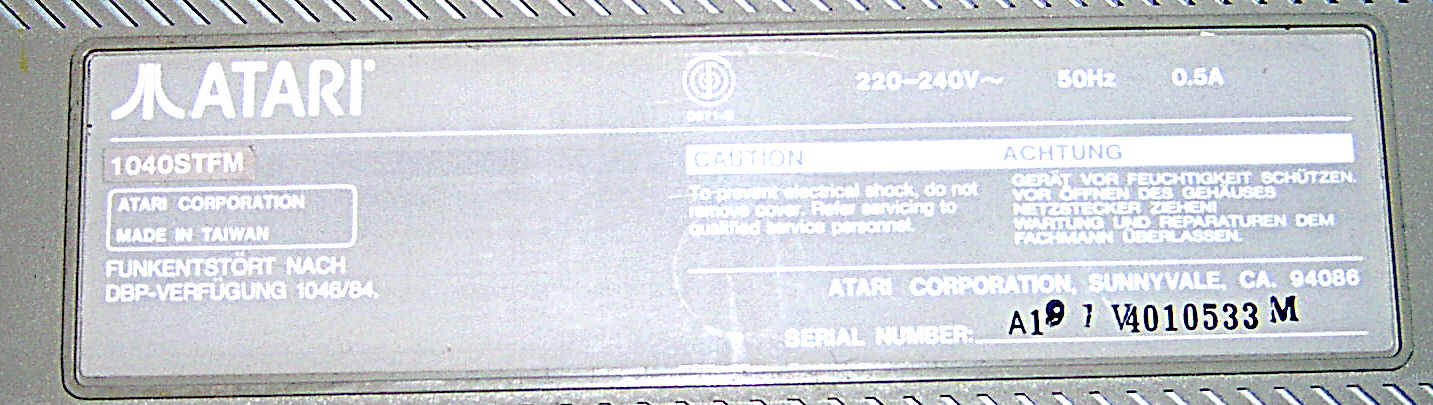 ATARI
220-240V~ 50Hz 0.5A
1040STFM
ATARI CORPORATION
MADE IN TAIWAN
FUNKENTSTÖRT NACH
DBP-VERFÜGUNG 1046/84.
CAUTION
To prevent electrical shock, do not
remove cover. Refer servicing to
qualified service personnel.
ACHTUNG
GERÄT VOR FEUCHTIGKEIT SCHÜTZEN.
VOR ÖFFNEN DES GEHÄUSES
NETZSTECKER ZIEHEN!
WARTUNG UND REPARATUREN DEM
FACHMANN ÜBERLASSEN.
ATARI CORPORATION, SUNNYVALE, CA. 94086
SERIAL NUMBER: A19 1 V4010533 M